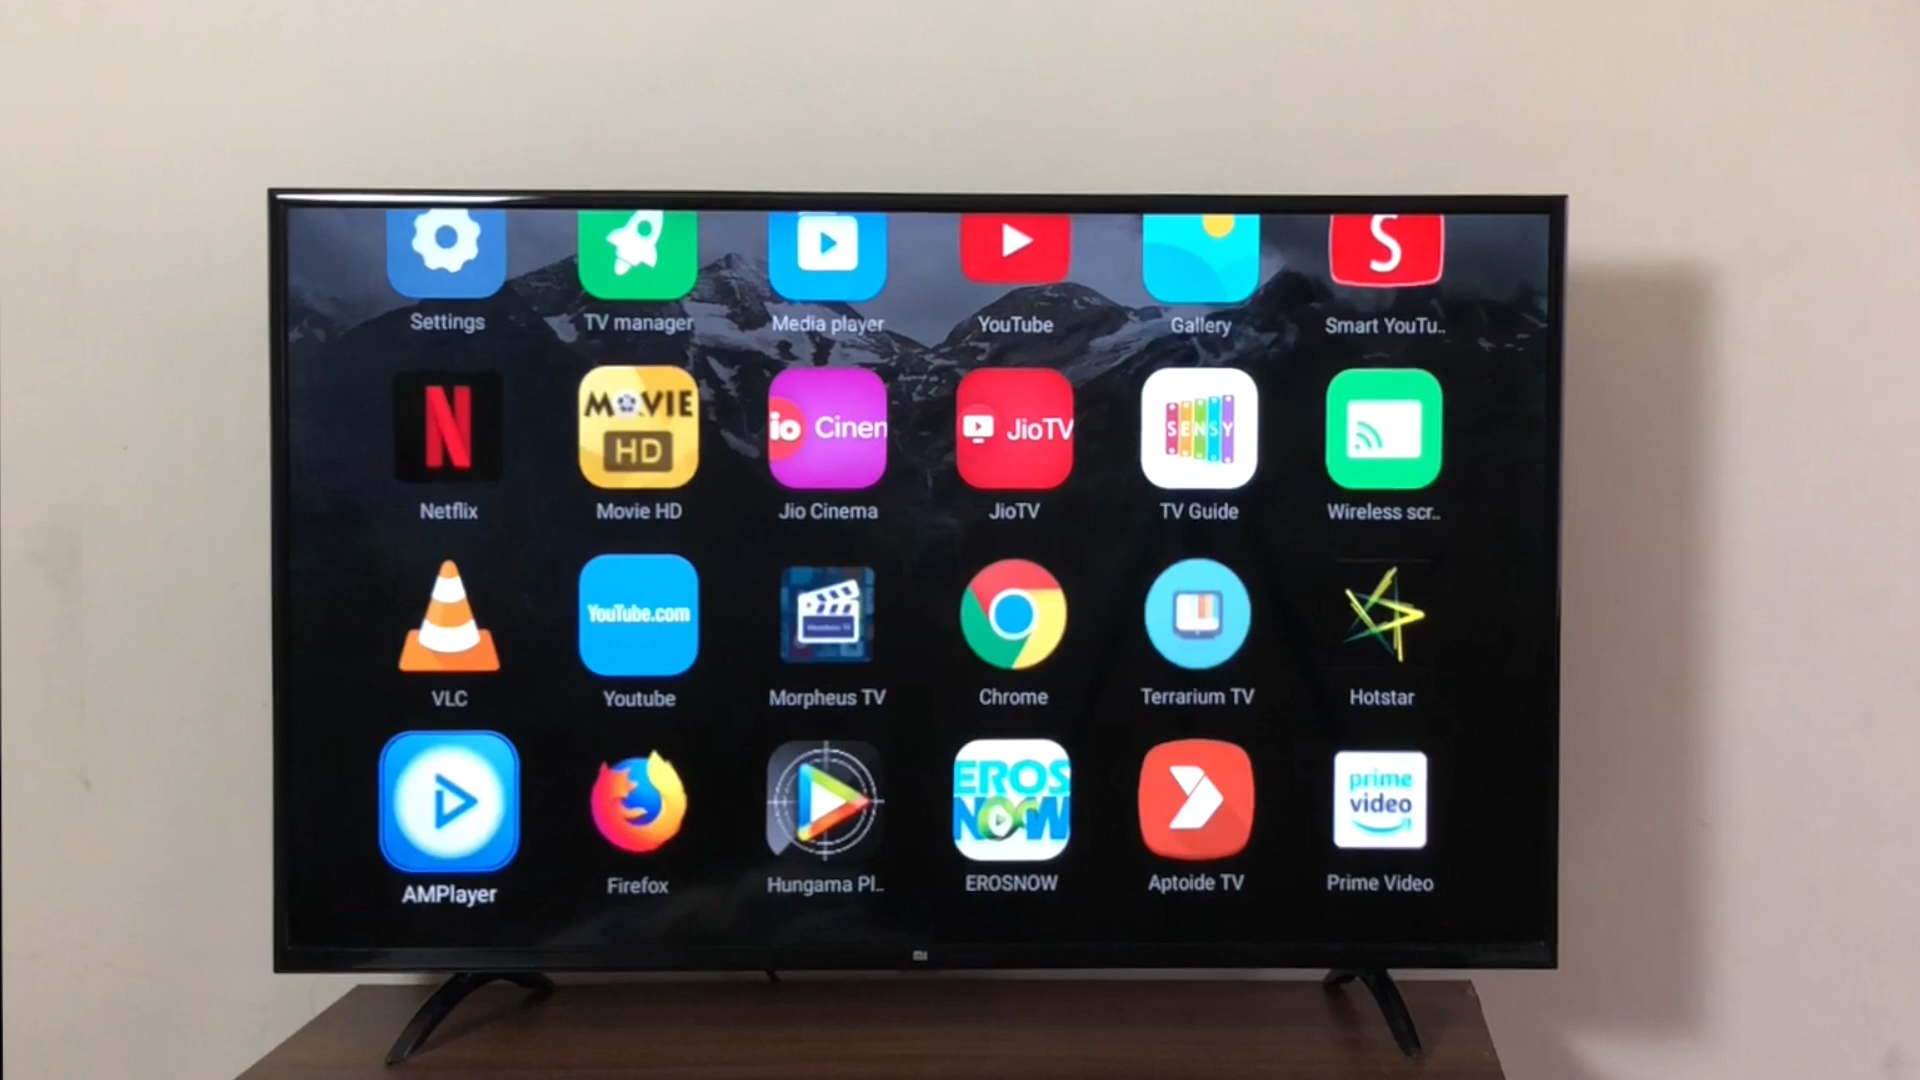 S
Settings
TV manager
Media player
YouTube
Gallery
Smart YouTu..
N
MOVIE
HD
io Cinem
JioTV
SENSY
Netflix
Movie HD
Jio Cinema
JioTV
TV Guide
Wireless scr..
YouTube.com
VLC
Youtube
Morpheus TV
Chrome
Terrarium TV
Hotstar
EROS
NOW
prime
video
AMPlayer
Firefox
Hungama Pl..
EROSNOW
Aptoide TV
Prime Video
mi